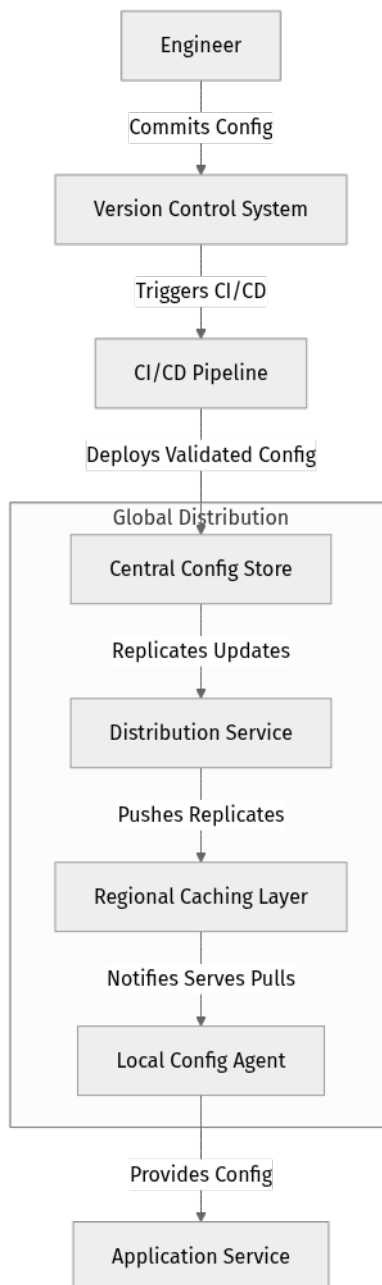 Engineer
Commits Config
Version Control System
Triggers CI/CD
CI/CD Pipeline
Deploys Validated Config
Global Distribution
Central Config Store
Replicates Updates
Distribution Service
Pushes Replicates
Regional Caching Layer
Notifies Serves Pulls
Local Config Agent
Provides Config
Application Service